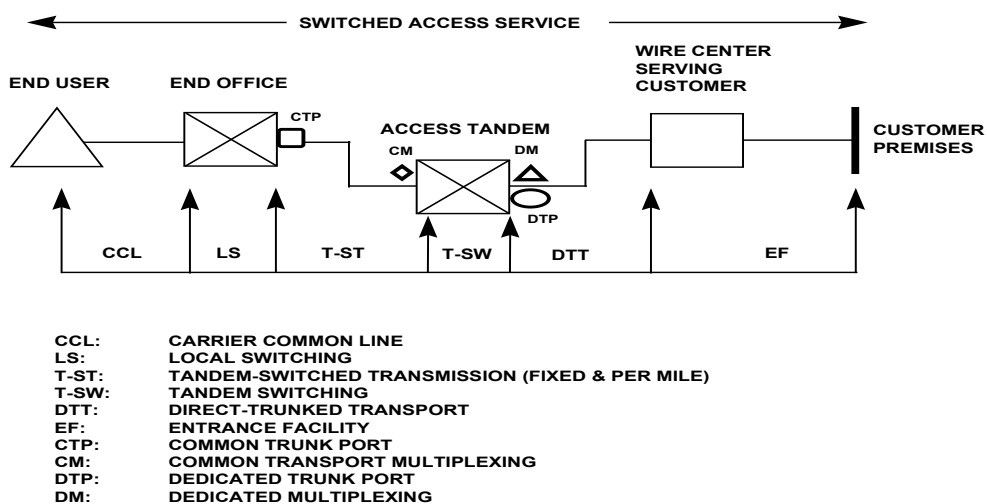 SWITCHED ACCESS SERVICE
WIRE CENTER
SERVING
CUSTOMER
END USER
END OFFICE
CTP
ACCESS TANDEM
CM
DM
CUSTOMER
PREMISES
DTP
CCL
LS
T-ST
T-SW
DTT
EF
CCL: CARRIER COMMON LINE
LS: LOCAL SWITCHING
T-ST: TANDEM-SWITCHED TRANSMISSION (FIXED & PER MILE)
T-SW: TANDEM SWITCHING
DTT: DIRECT-TRUNKED TRANSPORT
EF: ENTRANCE FACILITY
CTP: COMMON TRUNK PORT
CM: COMMON TRANSPORT MULTIPLEXING
DTP: DEDICATED TRUNK PORT
DM: DEDICATED MULTIPLEXING